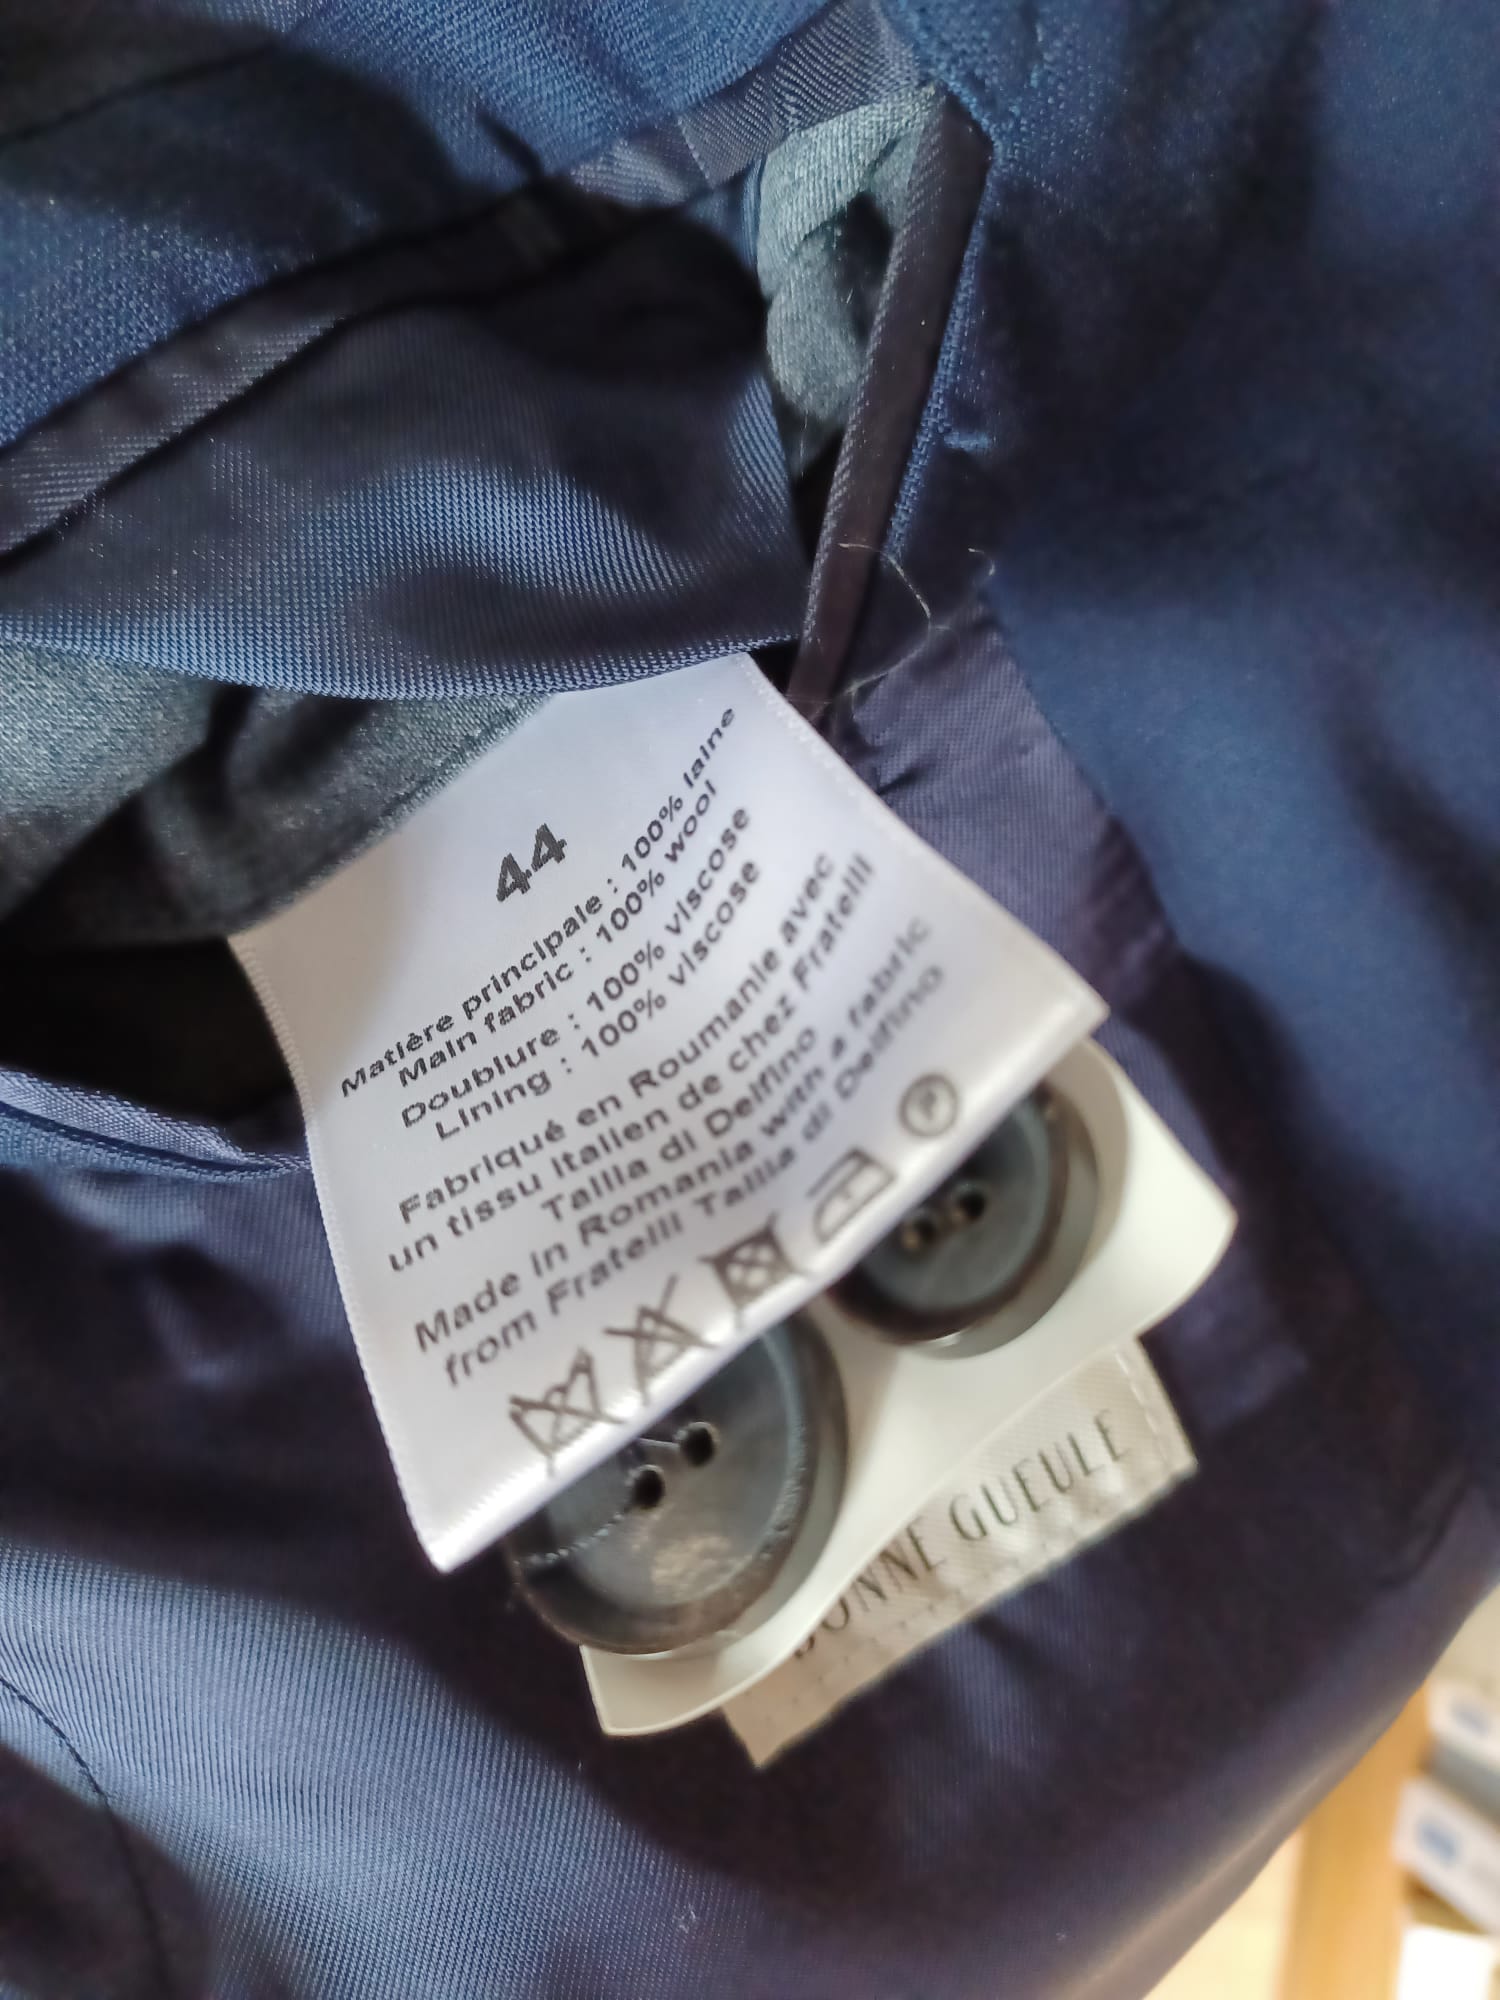 44
Matière principale : 100% laine
Main fabric : 100% wool
Doublure : 100% viscose
Lining : 100% viscose
Fabriqué en Roumanie avec
un tissu italien de chez Fratelli
Tallia di Delfino
Made in Romania with a fabric
from Fratelli Tallia di Delfino
P
BONNE GUEULE